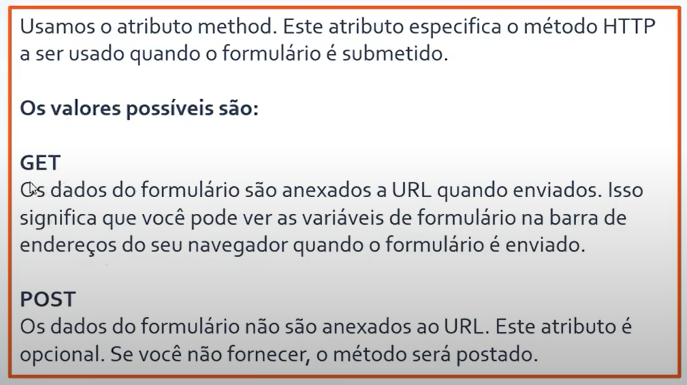 Usamos o atributo method. Este atributo especifica o método HTTP
a ser usado quando o formulário é submetido.
Os valores possíveis são:
GET
Os dados do formulário são anexados a URL quando enviados. Isso
significa que você pode ver as variáveis de formulário na barra de
endereços do seu navegador quando o formulário é enviado.
POST
Os dados do formulário não são anexados ao URL. Este atributo é
opcional. Se você não fornecer, o método será postado.